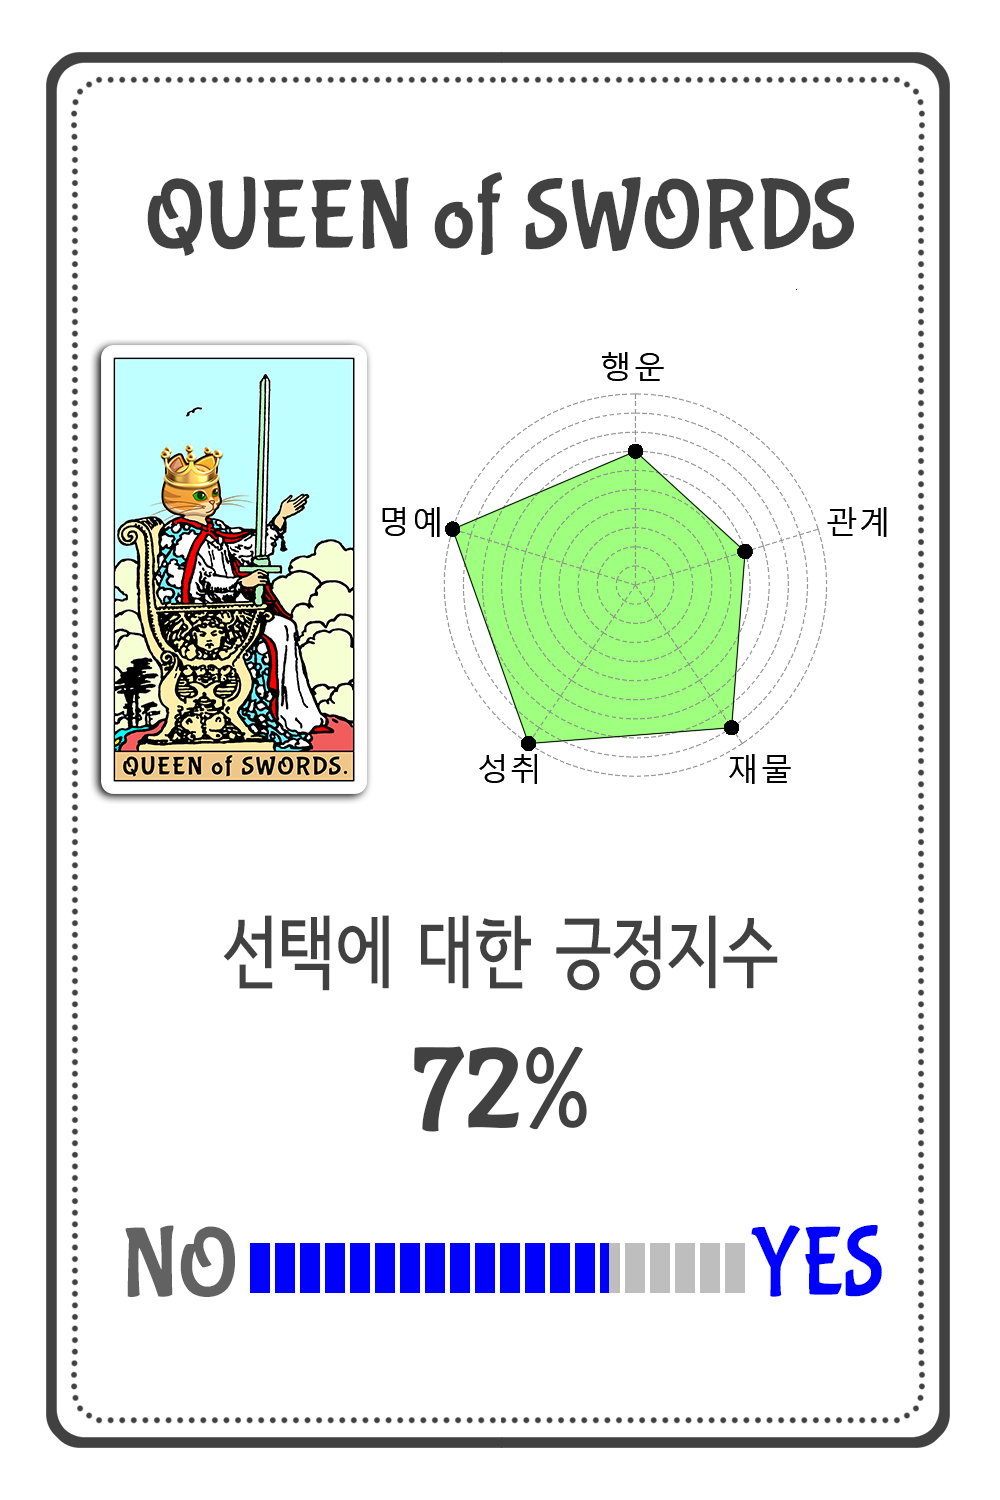 QUEEN of SWORDS
행운
명예
관계
성취
재물
QUEEN of SWORDS.
선택에 대한 긍정지수
72%
NO YES